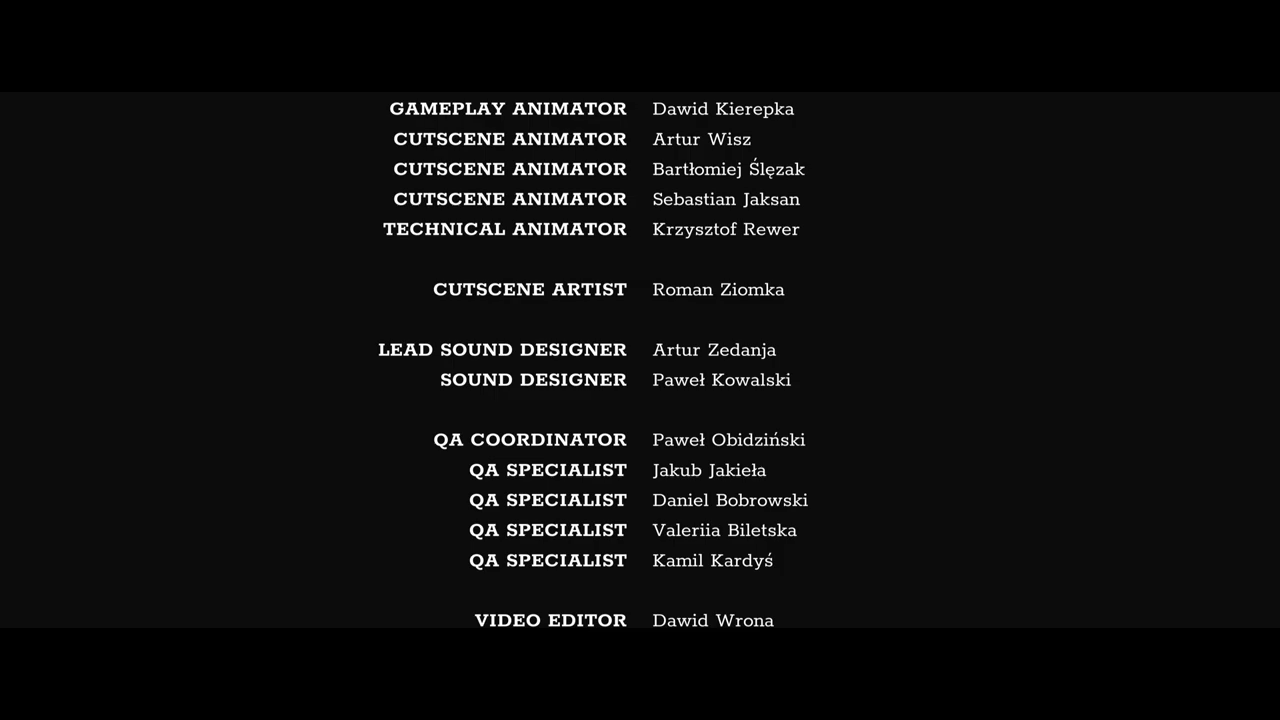 GAMEPLAY ANIMATOR Dawid Kierepka
CUTSCENE ANIMATOR Artur Wisz
CUTSCENE ANIMATOR Bartłomiej Ślęzak
CUTSCENE ANIMATOR Sebastian Jaksan
TECHNICAL ANIMATOR Krzysztof Rewer
CUTSCENE ARTIST Roman Ziomka
LEAD SOUND DESIGNER Artur Zedanja
SOUND DESIGNER Paweł Kowalski
QA COORDINATOR Paweł Obidziński
QA SPECIALIST Jakub Jakieła
QA SPECIALIST Daniel Bobrowski
QA SPECIALIST Valeriia Biletska
QA SPECIALIST Kamil Kardyś
VIDEO EDITOR Dawid Wrona